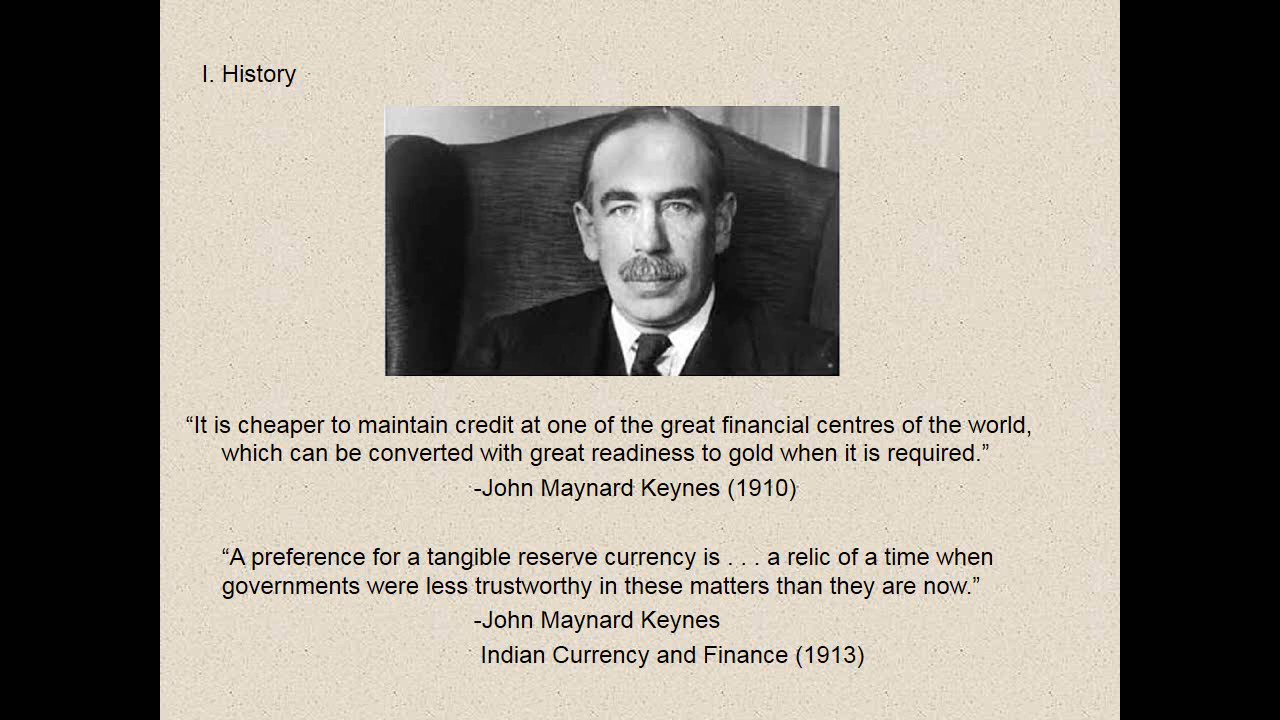 I. History
“It is cheaper to maintain credit at one of the great financial centres of the world,
which can be converted with great readiness to gold when it is required.”
-John Maynard Keynes (1910)
“A preference for a tangible reserve currency is . . . a relic of a time when
governments were less trustworthy in these matters than they are now.”
-John Maynard Keynes
Indian Currency and Finance (1913)